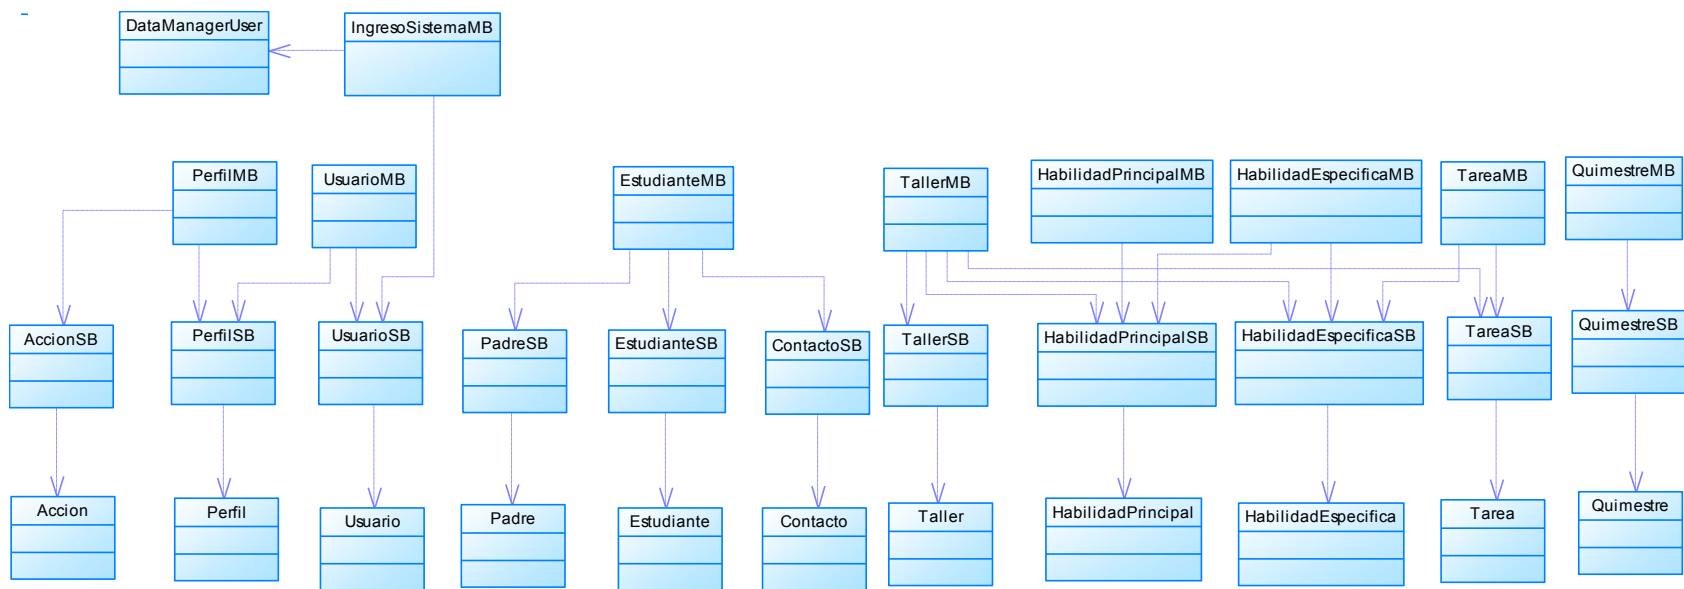 DataManagerUser
IngresoSistemaMB
PerfilMB
UsuarioMB
EstudianteMB
TallerMB
HabilidadPrincipalMB
HabilidadEspecificaMB
TareaMB
QuimestreMB
AccionSB
PerfilSB
UsuarioSB
PadreSB
EstudianteSB
ContactoSB
TallerSB
HabilidadPrincipalSB
HabilidadEspecificaSB
TareaSB
QuimestreSB
Accion
Perfil
Usuario
Padre
Estudiante
Contacto
Taller
HabilidadPrincipal
HabilidadEspecifica
Tarea
Quimestre